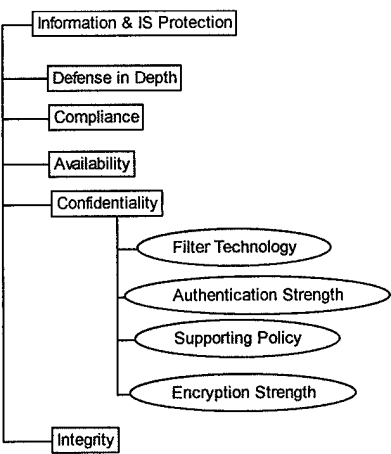 Information & IS Protection
Defense in Depth
Compliance
Availability
Confidentiality
Filter Technology
Authentication Strength
Supporting Policy
Encryption Strength
Integrity